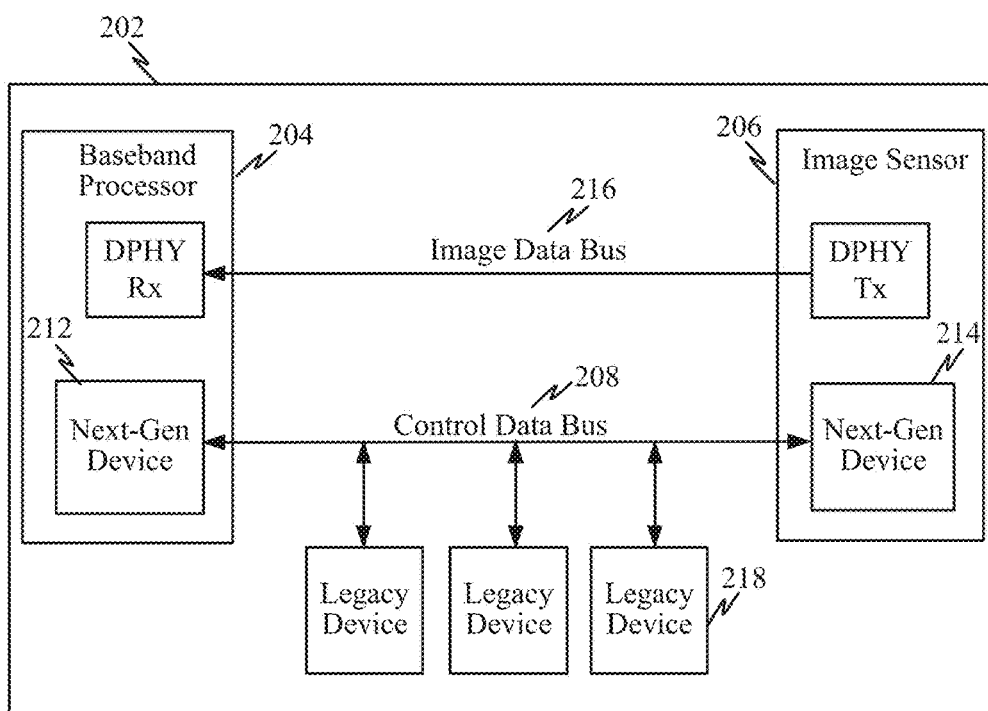 202
Baseband
Processor
204
206
Image Sensor
216
DPHY
Rx
Image Data Bus
DPHY
Tx
212
208
214
Next-Gen
Device
Control Data Bus
Next-Gen
Device
Legacy
Device
Legacy
Device
Legacy
Device
218